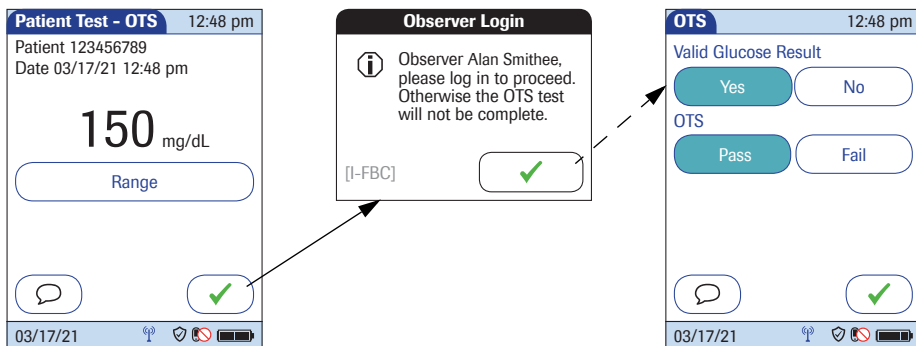 Patient Test - OTS 12:48 pm
Patient 123456789
Date 03/17/21 12:48 pm
150 mg/dL
Range
03/17/21
Observer Login
Observer Alan Smithee,
please log in to proceed.
Otherwise the OTS test
will not be complete.
[I-FBC]
OTS 12:48 pm
Valid Glucose Result
Yes No
OTS
Pass Fail
03/17/21